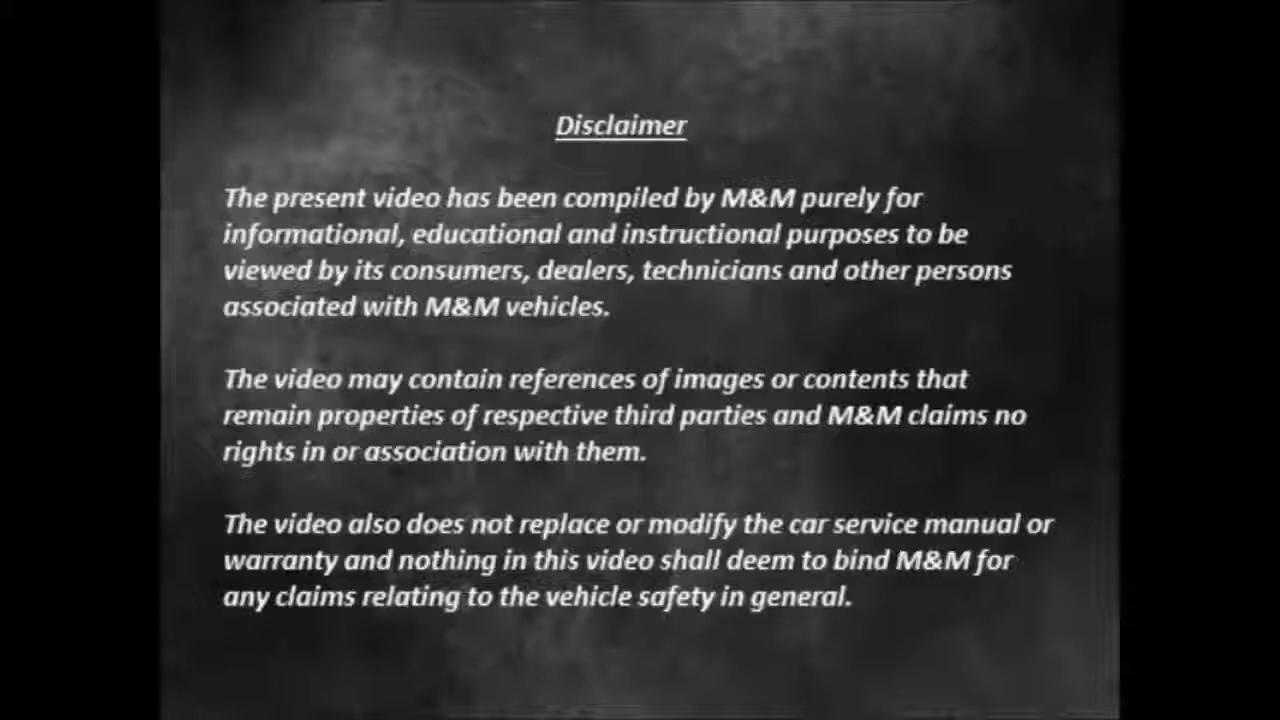 Disclaimer
The present video has been compiled by M&M purely for
informational, educational and instructional purposes to be
viewed by its consumers, dealers, technicians and other persons
associated with M&M vehicles.
The video may contain references of images or contents that
remain properties of respective third parties and M&M claims no
rights in or association with them.
The video also does not replace or modify the car service manual or
warranty and nothing in this video shall deem to bind M&M for
any claims relating to the vehicle safety in general.